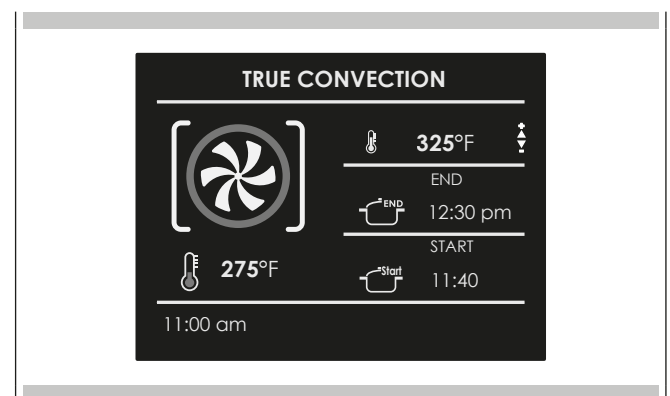 TRUE CONVECTION
325°F
END
END
12:30 pm
START
Start
11:40
275°F
11:00 am